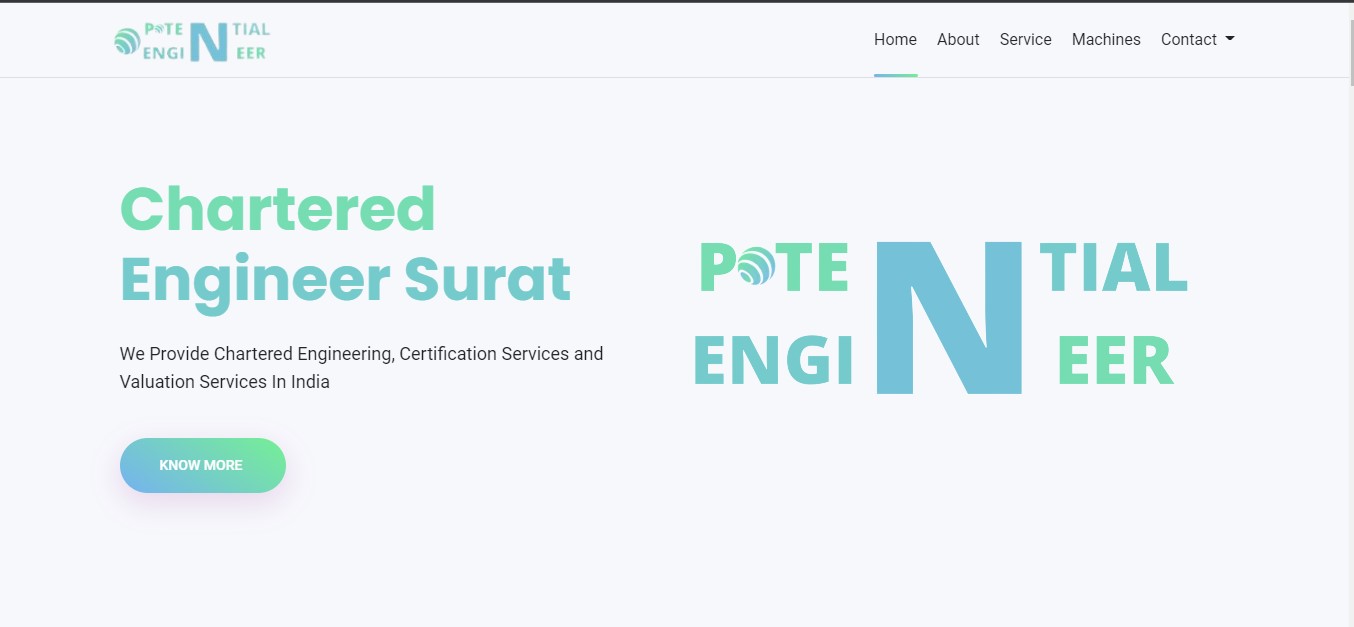 POTE N TIAL
ENGI EER
Home About Service Machines Contact
Chartered
Engineer Surat
We Provide Chartered Engineering, Certification Services and
Valuation Services In India
KNOW MORE
POTE N TIAL
ENGI EER